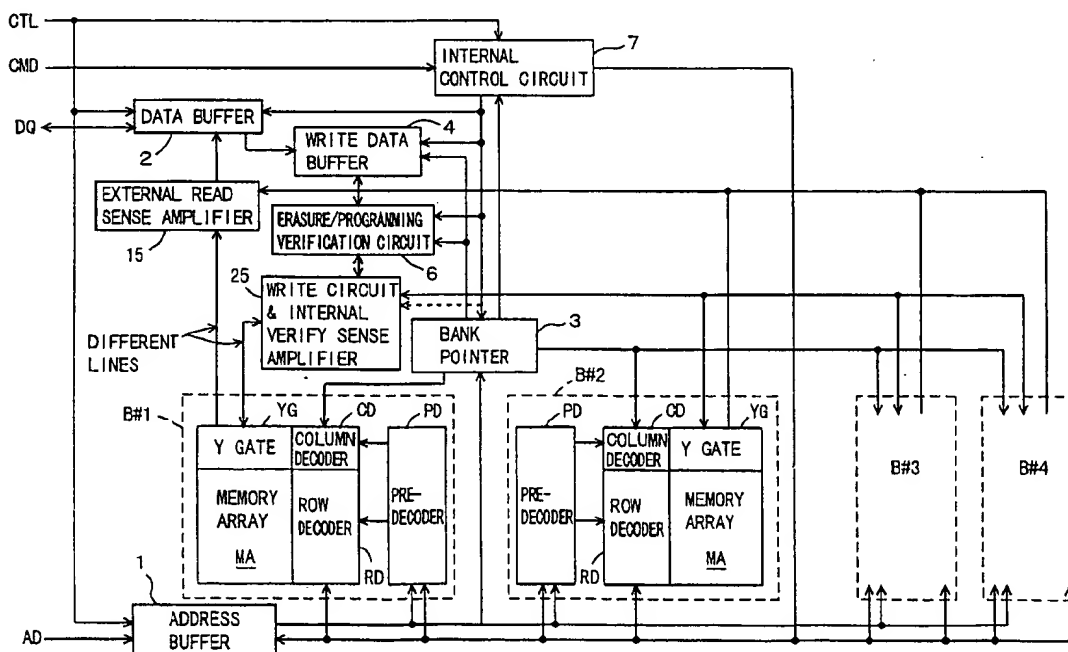 CTL
7
INTERNAL
CONTROL CIRCUIT
CMD
DATA BUFFER
DQ
2
4
WRITE DATA
BUFFER
EXTERNAL READ
SENSE AMPLIFIER
15
ERASURE/PROGRAMMING
VERIFICATION CIRCUIT
6
25
WRITE CIRCUIT
& INTERNAL
VERIFY SENSE
AMPLIFIER
3
BANK
POINTER
DIFFERENT
LINES
B#1
YG
CD
PD
Y GATE
COLUMN
DECODER
MEMORY
ARRAY
MA
ROW
DECODER
PRE-
DECODER
RD
B#2
PD
CD
YG
PRE-
DECODER
COLUMN
DECODER
Y GATE
ROW
DECODER
MEMORY
ARRAY
MA
RD
B#3
B#4
1
ADDRESS
BUFFER
AD